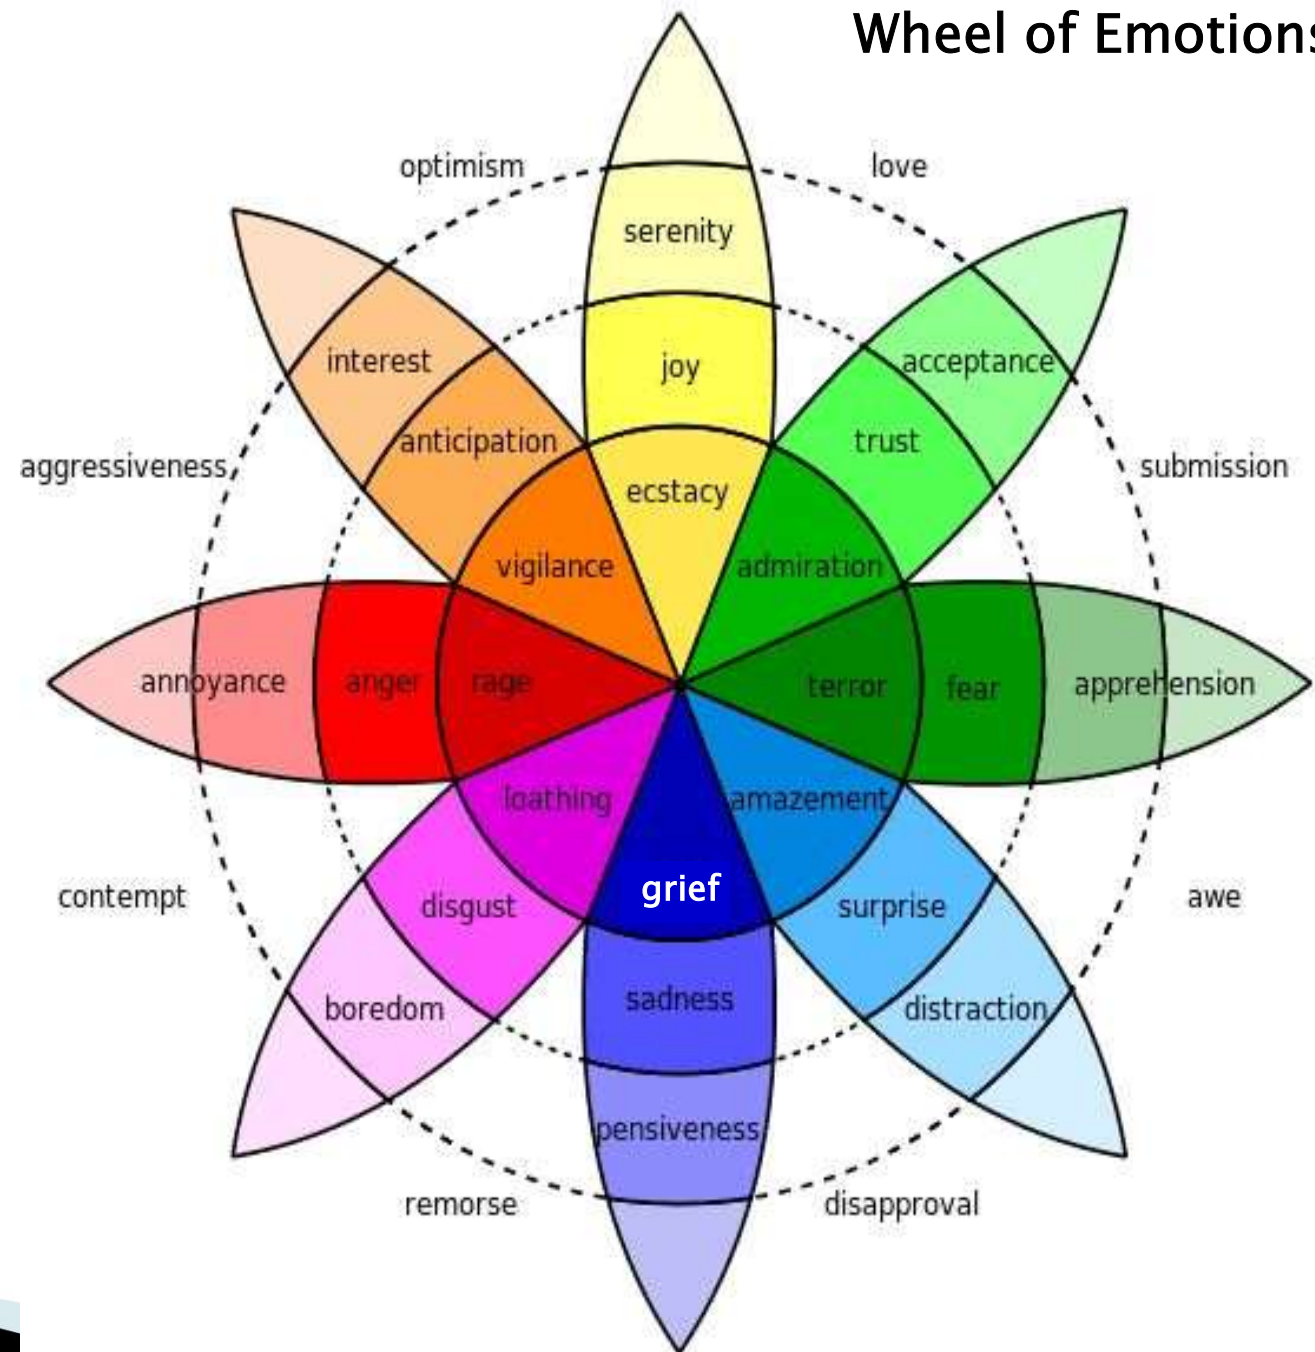 Wheel of Emotions
optimism love
serenity
interest joy acceptance
anticipation trust
aggressiveness submission
ecstacy
vigilance admiration
annoyance anger rage terror fear apprehension
loathing amazement
contempt grief awe
disgust surprise
boredom sadness distraction
pensiveness
remorse disapproval